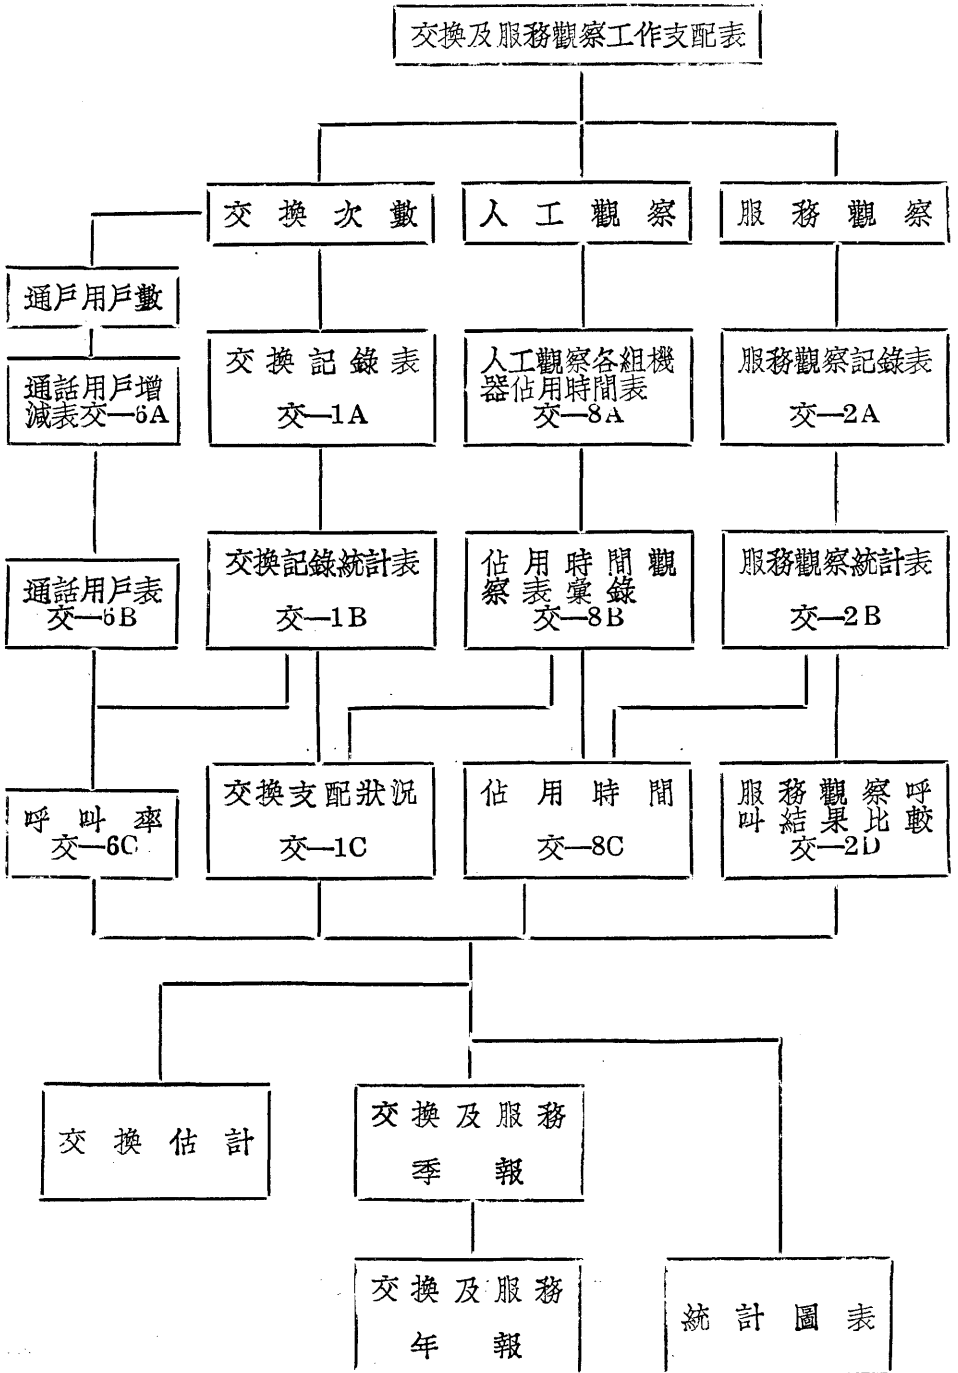 交換及服務觀察工作支配表
交換次數
人工觀察
服務觀察
通戶用戶數
通話用戶增
減表交—6A
交換記錄表
交—1A
人工觀察各組機
器佔用時間表
交—8A
服務觀察記錄表
交—2A
通話用戶表
交—6B
交換記錄統計表
交—1B
佔用時間觀
察表彙錄
交—8B
服務觀察統計表
交—2B
呼叫率
交—6C
交換支配狀況
交—1C
佔用時間
交—8C
服務觀察呼
叫結果比較
交—2D
交換估計
交換及服務
季報
交換及服務
年報
統計圖表